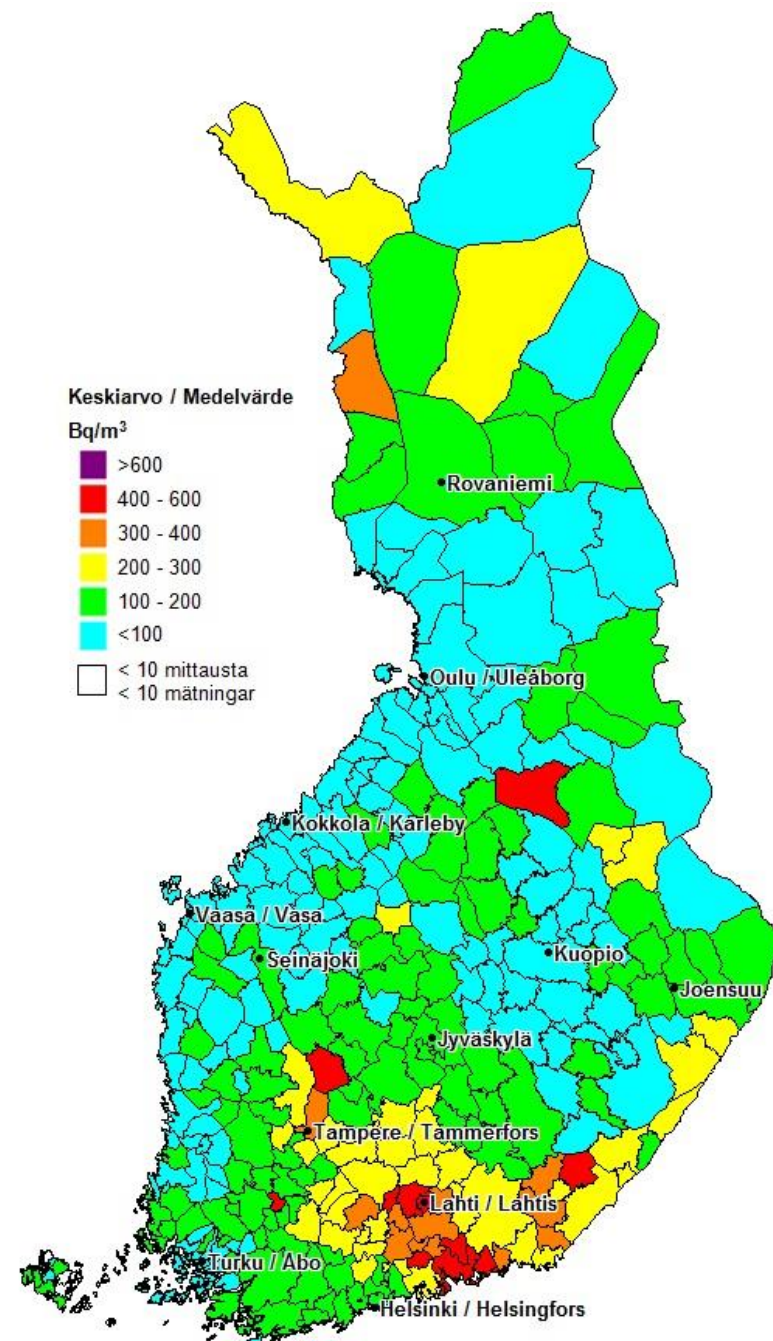 Keskiarvo / Medelvärde
Bq/m³
>600
400 - 600
300 - 400
200 - 300
100 - 200
<100
< 10 mittausta
< 10 mätningar
Rovaniemi
Oulu / Uleåborg
Kokkola / Karleby
Vaasa / Vasa
Seinäjoki
Kuopio
Joensuu
Jyväskylä
Tampere / Tammerfors
Lahti / Lahtis
Turku / Åbo
Helsinki / Helsingfors